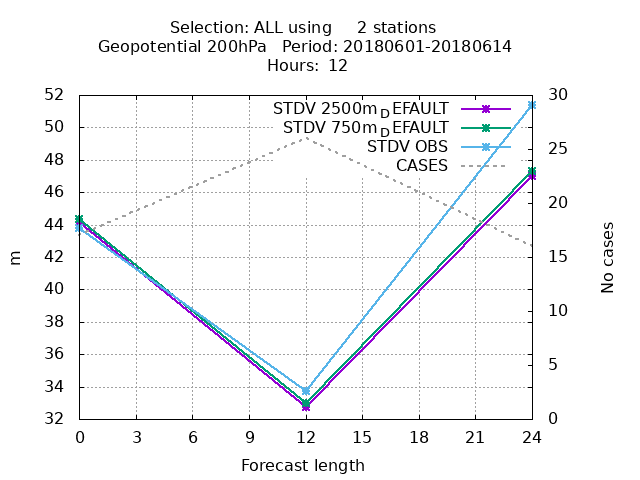 Selection: ALL using     2 stations
Geopotential 200hPa   Period: 20180601-20180614
Hours:  12
STDV 2500m_DEFAULT
STDV 750m_DEFAULT
STDV OBS
CASES
52
50
48
46
44
42
40
38
36
34
32
30
25
20
15
10
5
0
m
No cases
0 3 6 9 12 15 18 21 24
Forecast length